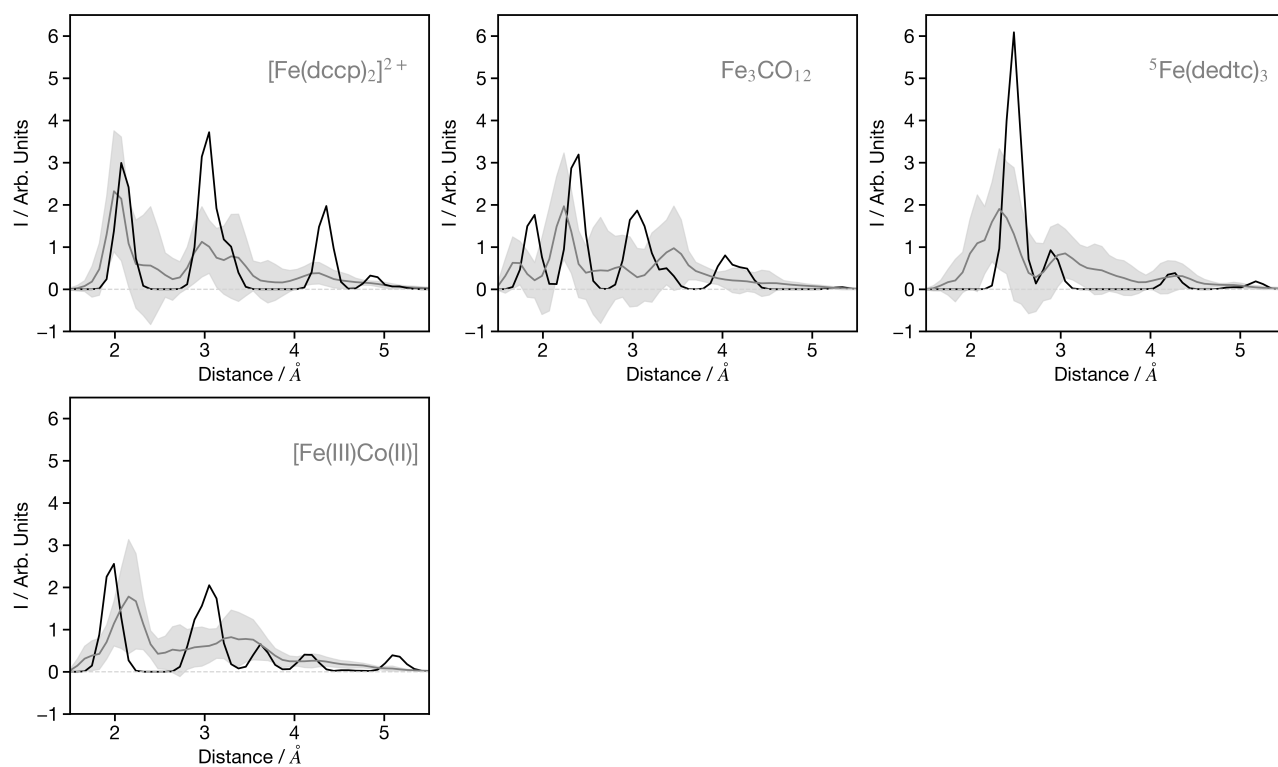 [Fe(dccp)₂]²⁺
I / Arb. Units
6
5
4
3
2
1
0
−1
2 3 4 5
Distance / Å
Fe₃CO₁₂
I / Arb. Units
6
5
4
3
2
1
0
−1
2 3 4 5
Distance / Å
⁵Fe(dedtc)₃
I / Arb. Units
6
5
4
3
2
1
0
−1
2 3 4 5
Distance / Å
[Fe(III)Co(II)]
I / Arb. Units
6
5
4
3
2
1
0
−1
2 3 4 5
Distance / Å